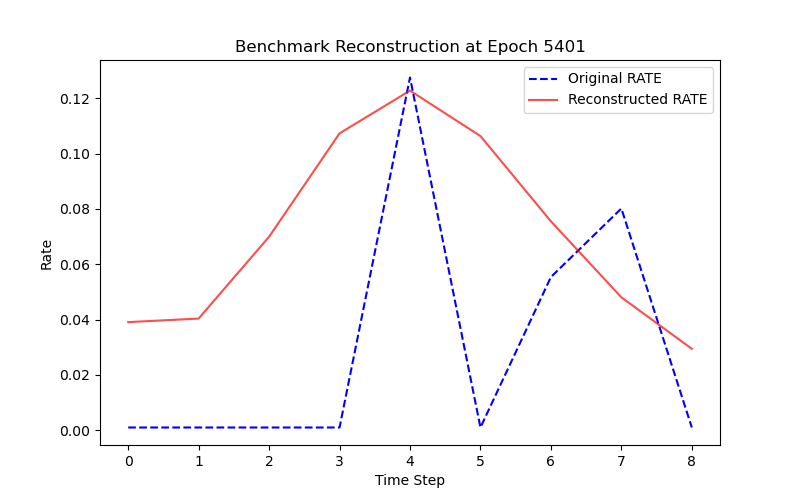 Benchmark Reconstruction at Epoch 5401
Original RATE
Reconstructed RATE
0.12
0.10
0.08
0.06
0.04
0.02
0.00
Rate
0 1 2 3 4 5 6 7 8
Time Step